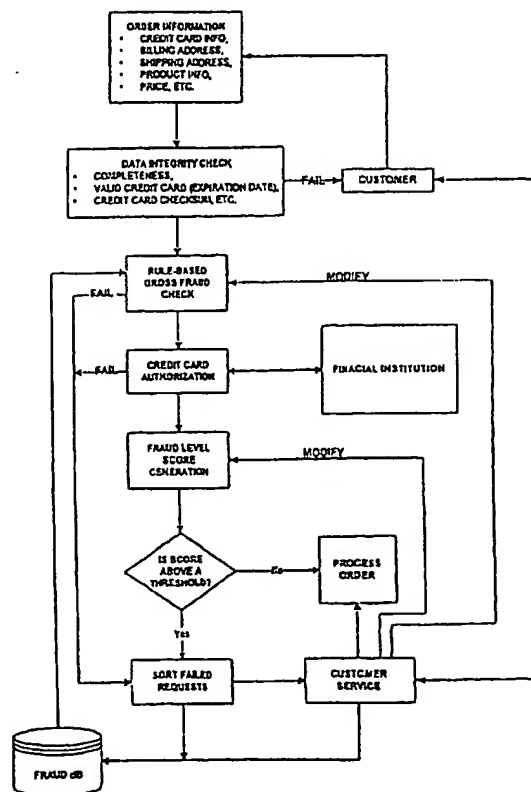 ORDER INFORMATION
• CREDIT CARD INFO,
• BILLING ADDRESS,
• SHIPPING ADDRESS,
• PRODUCT INFO,
• PRICE, ETC.
DATA INTEGRITY CHECK
• COMPLETENESS,
• VALID CREDIT CARD (EXPIRATION DATE),
• CREDIT CARD CHECKSUM, ETC.
FAIL
CUSTOMER
RULE-BASED
GROSS FRAUD
CHECK
MODIFY
FAIL
CREDIT CARD
AUTHORIZATION
FAIL
FINACIAL INSTITUTION
FRAUD LEVEL
SCORE
GENERATION
MODIFY
IS SCORE
ABOVE A
THRESHOLD?
No
PROCESS
ORDER
Yes
SORT FAILED
REQUESTS
CUSTOMER
SERVICE
FRAUD dB